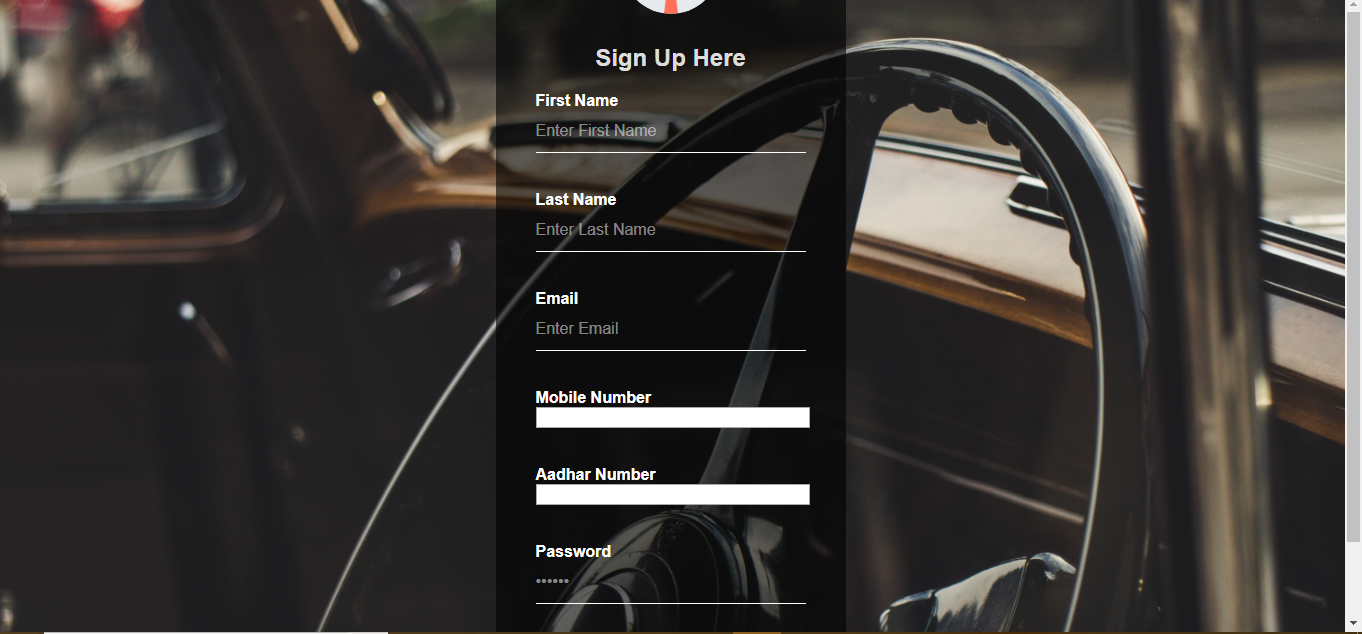 Sign Up Here
First Name
Enter First Name
Last Name
Enter Last Name
Email
Enter Email
Mobile Number
Aadhar Number
Password
••••••